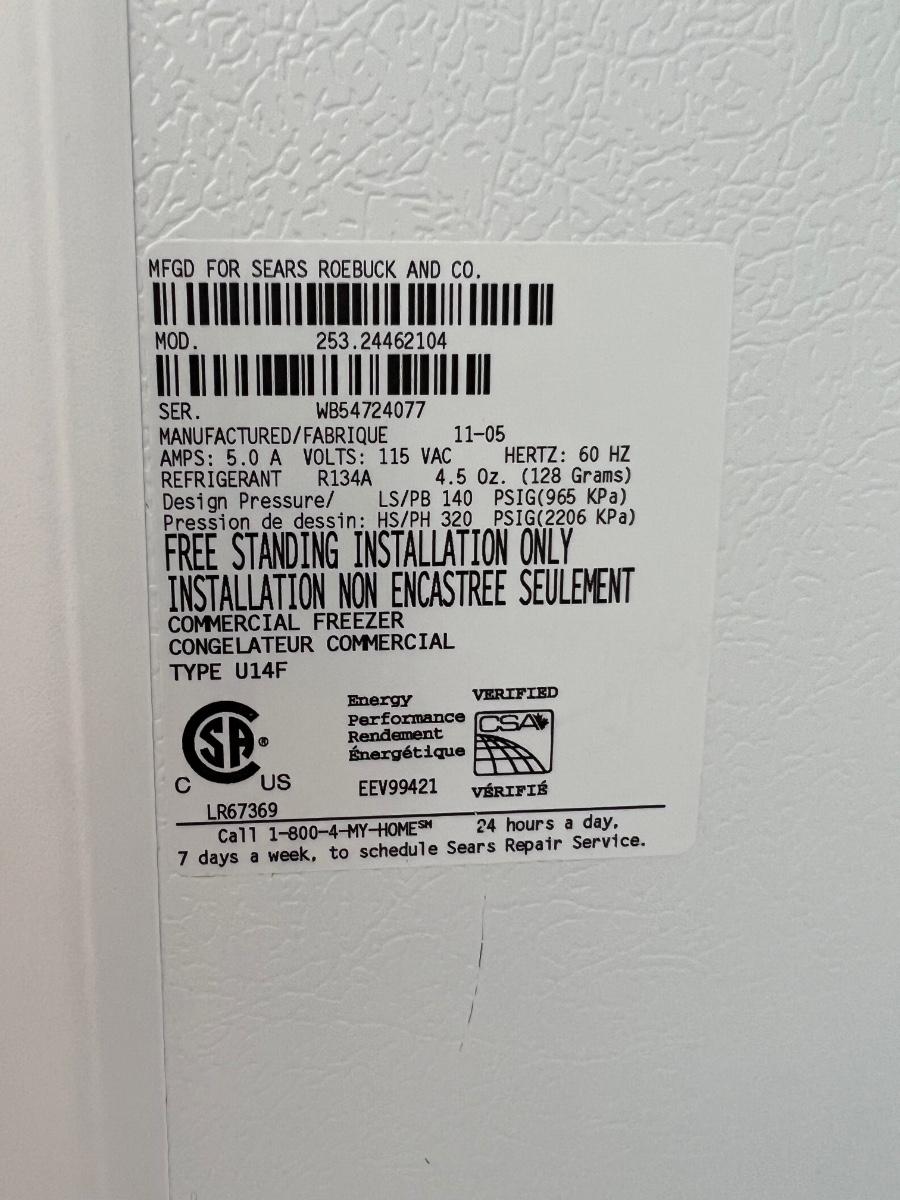 MFGD FOR SEARS ROEBUCK AND CO.
MOD. 253.24462104
SER. WB54724077
MANUFACTURED/FABRIQUE 11-05
AMPS: 5.0 A VOLTS: 115 VAC HERTZ: 60 HZ
REFRIGERANT R134A 4.5 Oz. (128 Grams)
Design Pressure/ LS/PB 140 PSIG(965 KPa)
Pression de dessin: HS/PH 320 PSIG(2206 KPa)
FREE STANDING INSTALLATION ONLY
INSTALLATION NON ENCASTREE SEULEMENT
COMMERCIAL FREEZER
CONGELATEUR COMMERCIAL
TYPE U14F
Energy
Performance
Rendement
Énergétique
EEV99421
VERIFIED
CSA
VÉRIFIÉ
CSA®
C US
LR67369
Call 1-800-4-MY-HOME℠ 24 hours a day,
7 days a week, to schedule Sears Repair Service.